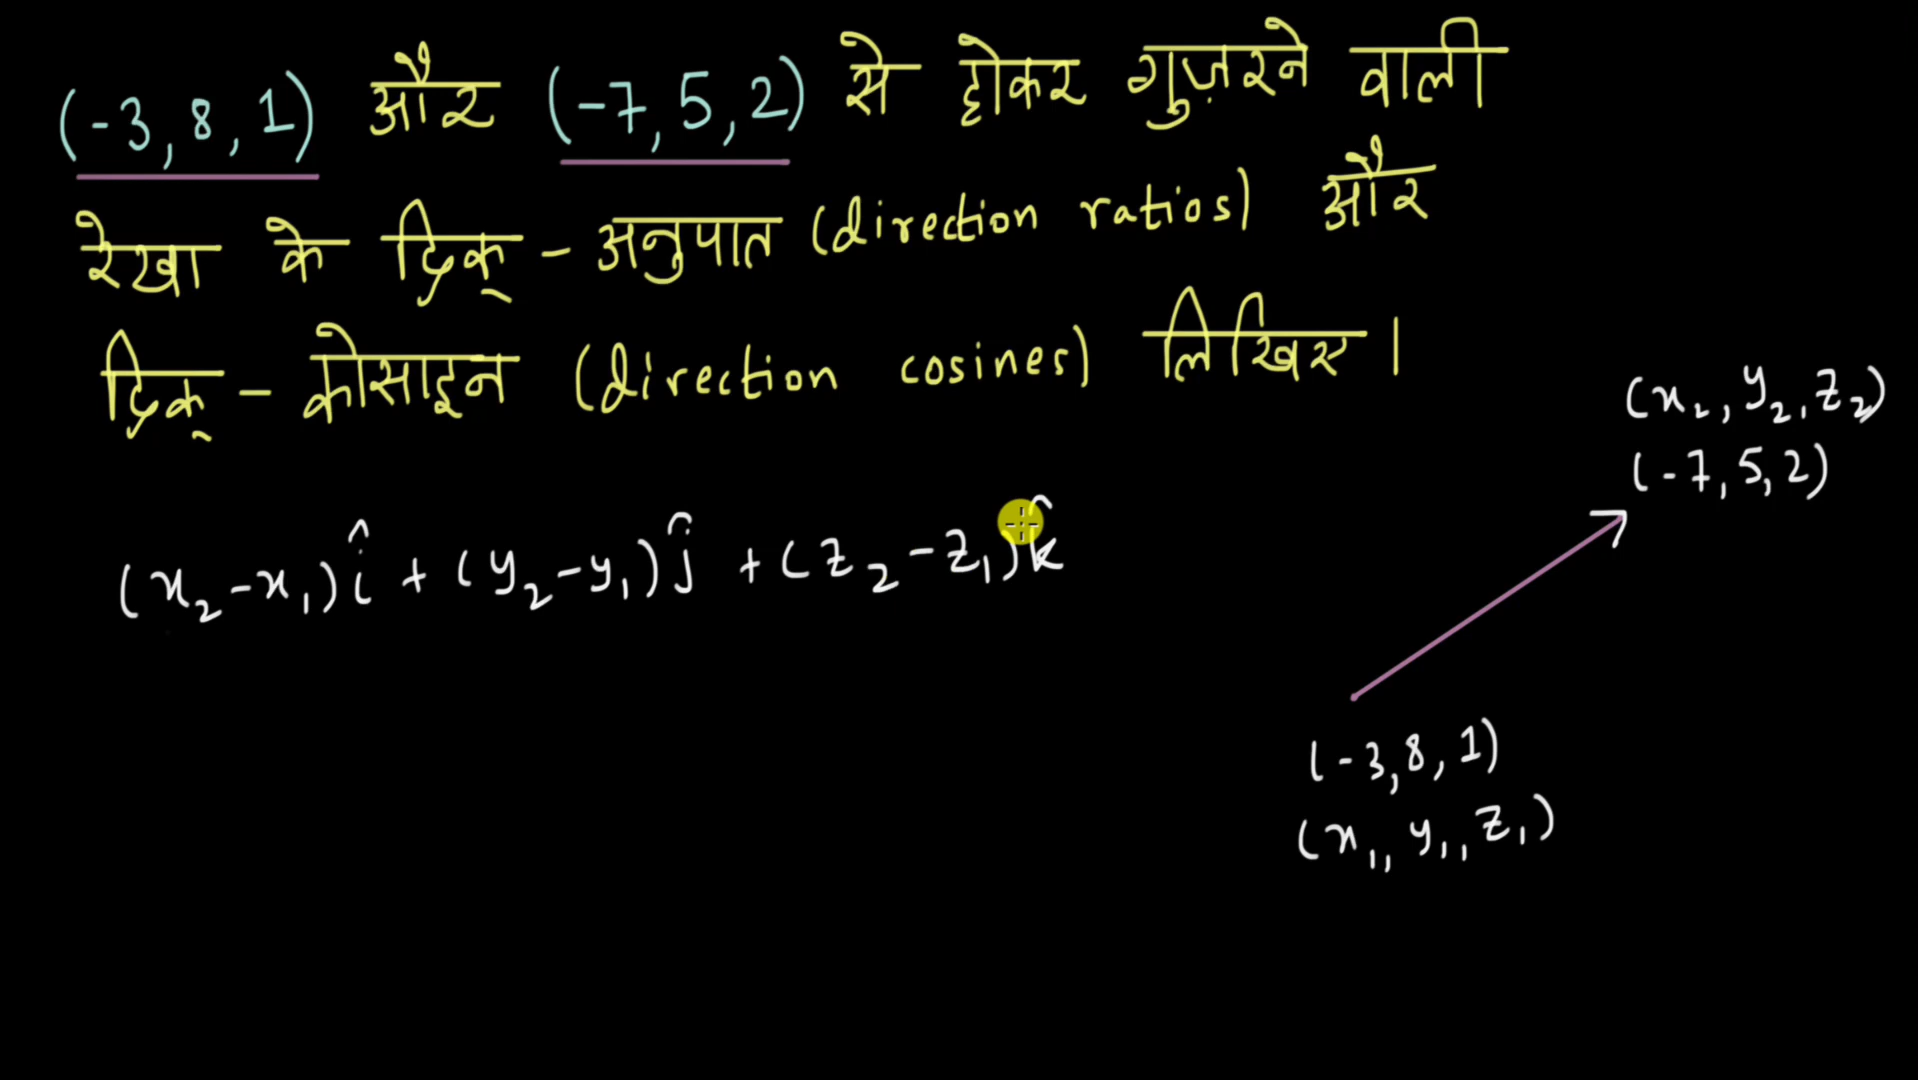 (-3, 8, 1) और (-7, 5, 2) से होकर गुज़रने वाली
रेखा के दिक् - अनुपात (direction ratios) और
दिक् - कोसाइन (direction cosines) लिखिए।
(x₂, y₂, z₂)
(-7, 5, 2)
(x₂-x₁)î + (y₂-y₁)ĵ + (z₂-z₁)k̂
(-3, 8, 1)
(x₁, y₁, z₁)